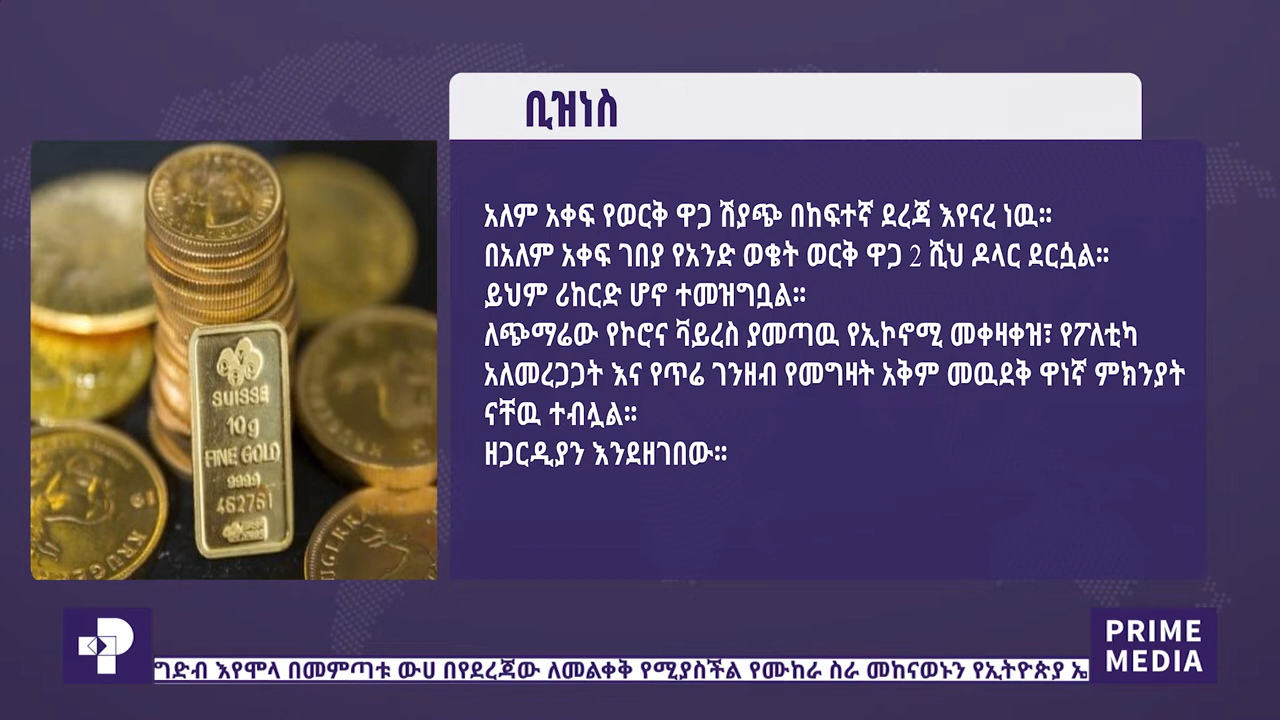 ቢዝነስ
አለም አቀፍ የወርቅ ዋጋ ሽያጭ በከፍተኛ ደረጃ እየናረ ነዉ።
በአለም አቀፍ ገበያ የአንድ ወቄት ወርቅ ዋጋ 2 ሺህ ዶላር ደርሷል።
ይህም ሪከርድ ሆኖ ተመዝግቧል።
ለጭማሬው የኮሮና ቫይረስ ያመጣዉ የኢኮኖሚ መቀዛቀዝ፣ የፖለቲካ
አለመረጋጋት እና የጥሬ ገንዘብ የመግዛት አቅም መዉደቅ ዋነኛ ምክንያት
ናቸዉ ተብሏል።
ዘጋርዲያን እንደዘገበው።
SUISSE
10g
FINE GOLD
9999
462761
PRIME
MEDIA
ግድብ እየሞላ በመምጣቱ ውሀ በየደረጃው ለመልቀቅ የሚያስችል የሙከራ ስራ መከናወኑን የኢትዮጵያ ኤ